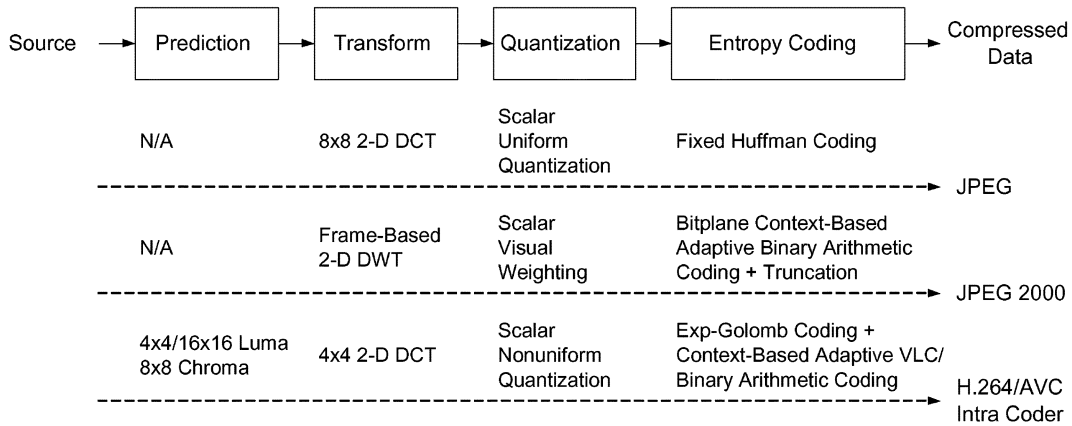 Source
Prediction
Transform
Quantization
Entropy Coding
Compressed
Data
N/A
8x8 2-D DCT
Scalar
Uniform
Quantization
Fixed Huffman Coding
JPEG
N/A
Frame-Based
2-D DWT
Scalar
Visual
Weighting
Bitplane Context-Based
Adaptive Binary Arithmetic
Coding + Truncation
JPEG 2000
4x4/16x16 Luma
8x8 Chroma
4x4 2-D DCT
Scalar
Nonuniform
Quantization
Exp-Golomb Coding +
Context-Based Adaptive VLC/
Binary Arithmetic Coding
H.264/AVC
Intra Coder